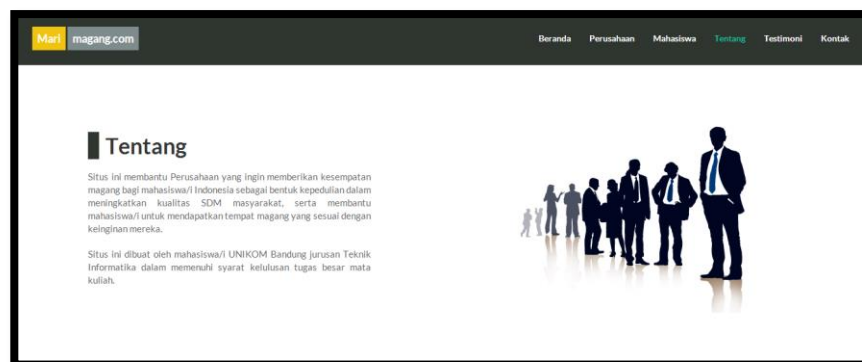 Mari magang.com
Beranda Perusahaan Mahasiswa Tentang Testimoni Kontak
Tentang
Situs ini membantu Perusahaan yang ingin memberikan kesempatan
magang bagi mahasiswa/i Indonesia sebagai bentuk kepedulian dalam
meningkatkan kualitas SDM masyarakat, serta membantu
mahasiswa/i untuk mendapatkan tempat magang yang sesuai dengan
keinginan mereka.
Situs ini dibuat oleh mahasiswa/i UNIKOM Bandung jurusan Teknik
Informatika dalam memenuhi syarat kelulusan tugas besar mata
kuliah.